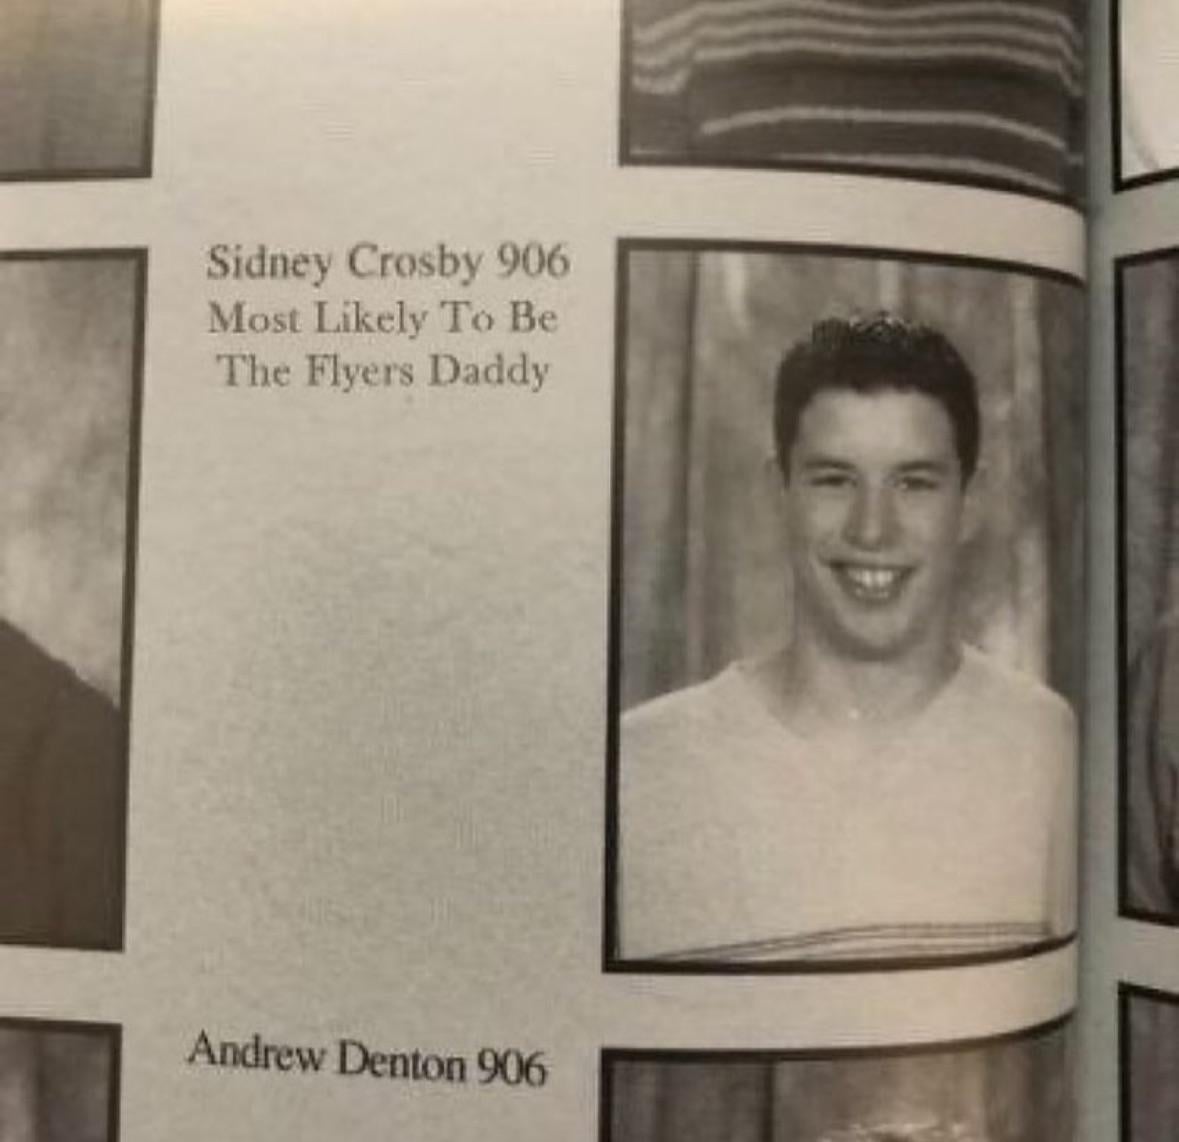 Sidney Crosby 906
Most Likely To Be
The Flyers Daddy
Andrew Denton 906